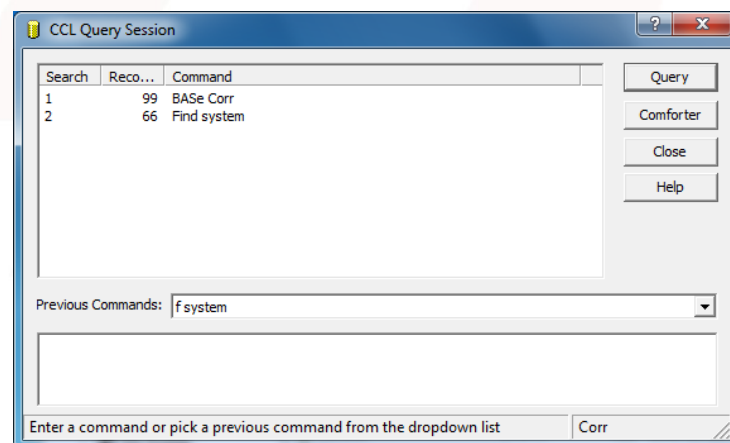 CCL Query Session
Search Reco... Command
1 99 BASe Corr
2 66 Find system
Query
Comforter
Close
Help
Previous Commands: f system
Enter a command or pick a previous command from the dropdown list Corr